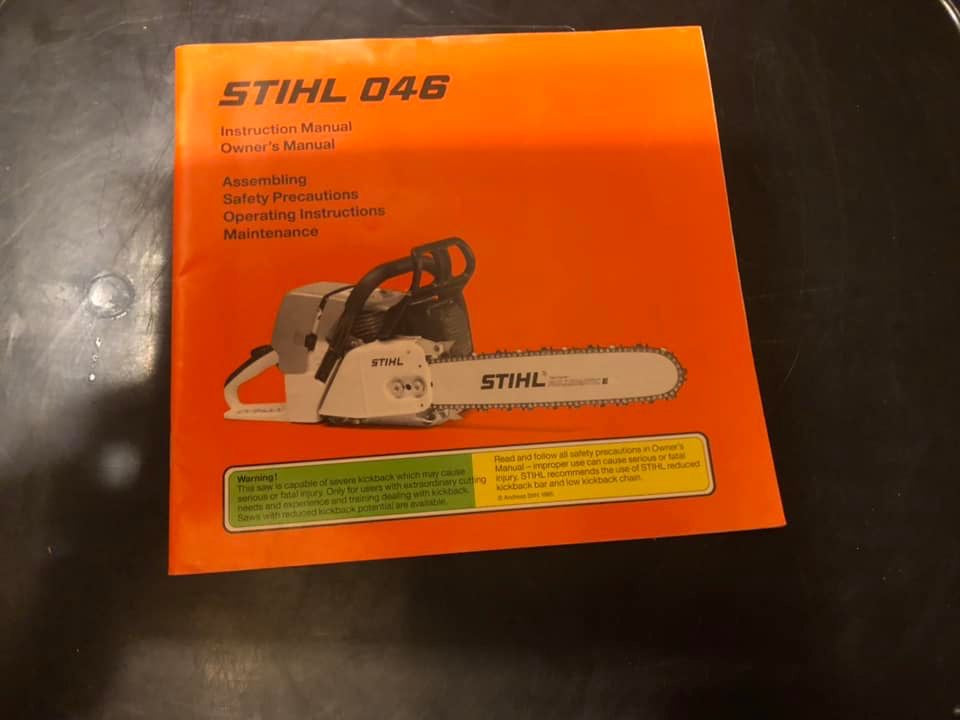 STIHL 046
Instruction Manual
Owner's Manual
Assembling
Safety Precautions
Operating Instructions
Maintenance
STIHL
STIHL
Warning!
This saw is capable of severe kickback which may cause
serious or fatal injury. Only for users with extraordinary cutting
needs and experience and training dealing with kickback.
Saws with reduced kickback potential are available.
Read and follow all safety precautions in Owner's
Manual – improper use can cause serious or fatal
injury. STIHL recommends the use of STIHL reduced
kickback bar and low kickback chain.
© Andreas Stihl,